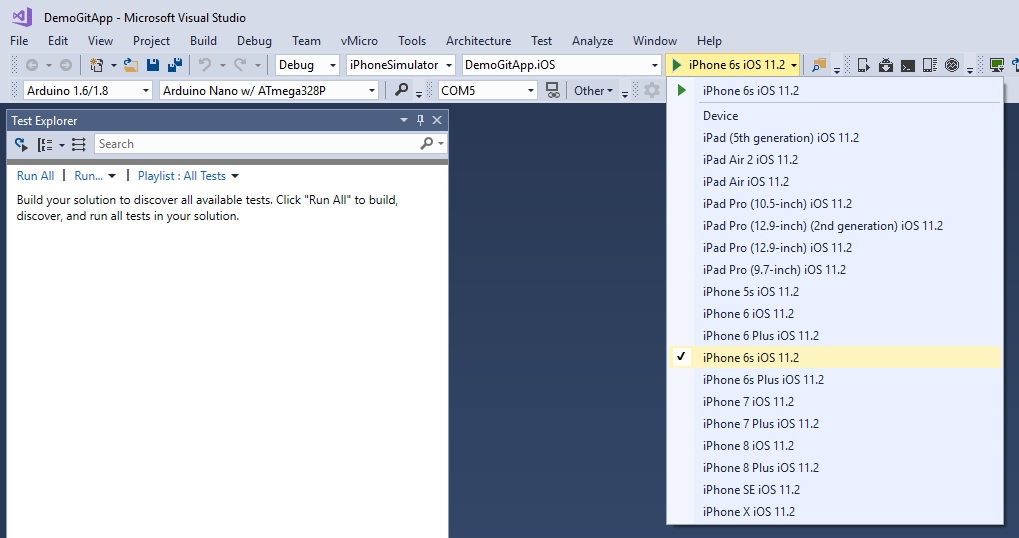 DemoGitApp - Microsoft Visual Studio
File Edit View Project Build Debug Team vMicro Tools Architecture Test Analyze Window Help
Debug iPhoneSimulator DemoGitApp.iOS iPhone 6s iOS 11.2
Arduino 1.6/1.8 Arduino Nano w/ ATmega328P COM5 Other
Test Explorer
Search
Run All Run... Playlist : All Tests
Build your solution to discover all available tests. Click "Run All" to build,
discover, and run all tests in your solution.
iPhone 6s iOS 11.2
Device
iPad (5th generation) iOS 11.2
iPad Air 2 iOS 11.2
iPad Air iOS 11.2
iPad Pro (10.5-inch) iOS 11.2
iPad Pro (12.9-inch) (2nd generation) iOS 11.2
iPad Pro (12.9-inch) iOS 11.2
iPad Pro (9.7-inch) iOS 11.2
iPhone 5s iOS 11.2
iPhone 6 iOS 11.2
iPhone 6 Plus iOS 11.2
iPhone 6s iOS 11.2
iPhone 6s Plus iOS 11.2
iPhone 7 iOS 11.2
iPhone 7 Plus iOS 11.2
iPhone 8 iOS 11.2
iPhone 8 Plus iOS 11.2
iPhone SE iOS 11.2
iPhone X iOS 11.2